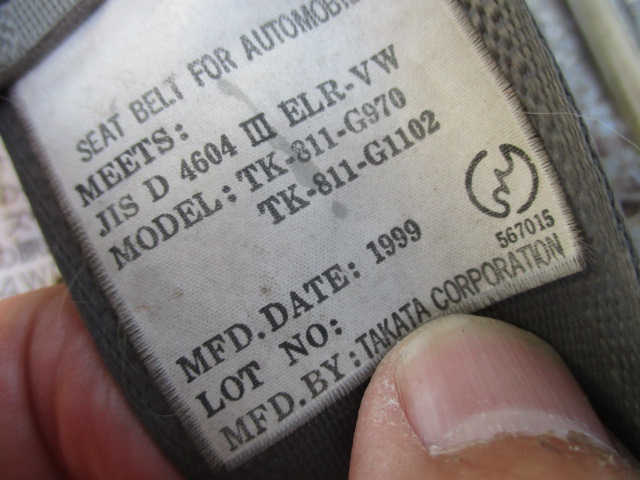 SEAT BELT FOR AUTOMOBILE
MEETS:
JIS D 4604 III ELR-VW
MODEL: TK-811-G970
TK-811-G1102
567015
MFD. DATE: 1999
LOT NO:
MFD. BY: TAKATA CORPORATION